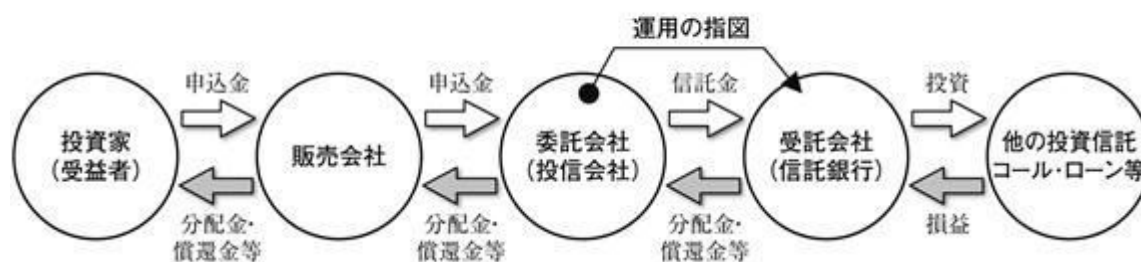 運用の指図
申込金
申込金
信託金
投資
投資家
(受益者)
販売会社
委託会社
(投信会社)
受託会社
(信託銀行)
他の投資信託
コール・ローン等
分配金・
償還金等
分配金・
償還金等
分配金・
償還金等
損益